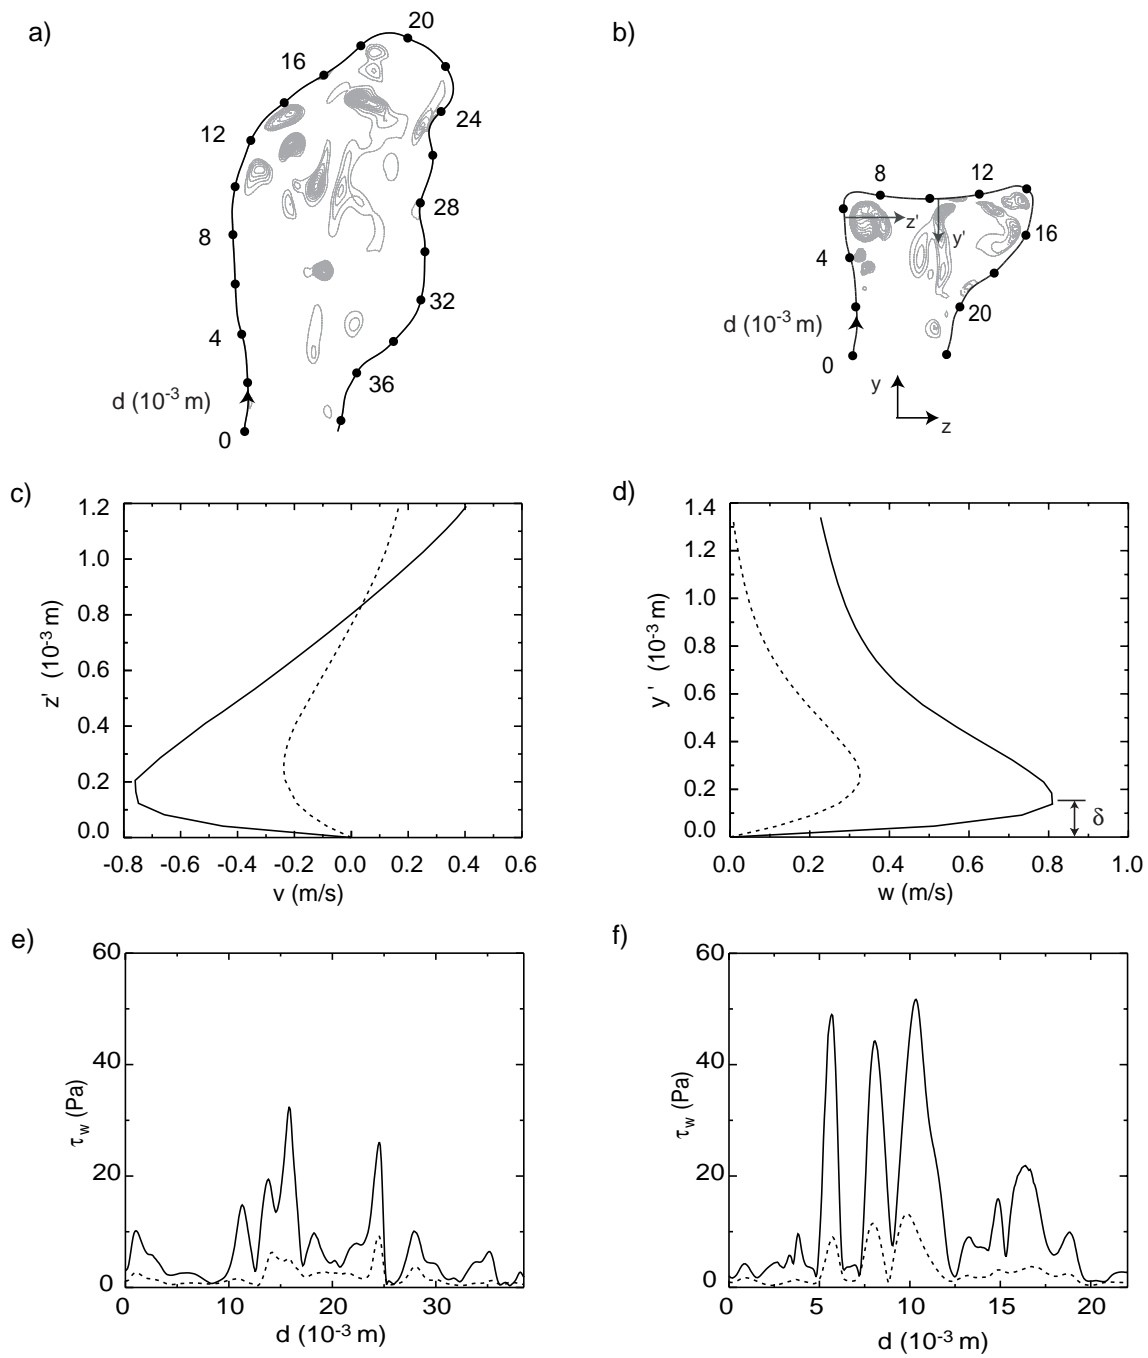 a)
20
16
12
24
28
8
32
4
36
d (10-3 m)
0
b)
8
12
z'
y'
16
4
20
d (10-3 m)
0
y
z
c)
1.2
1.0
0.8
0.6
0.4
0.2
0.0
z' (10-3 m)
-0.8 -0.6 -0.4 -0.2 0.0 0.2 0.4 0.6
v (m/s)
d)
1.4
1.2
1.0
0.8
0.6
0.4
0.2
0.0
y ' (10-3 m)
δ
0.0 0.2 0.4 0.6 0.8 1.0
w (m/s)
e)
60
40
20
0
τw (Pa)
0 10 20 30
d (10-3 m)
f)
60
40
20
0
τw (Pa)
0 5 10 15 20
d (10-3 m)